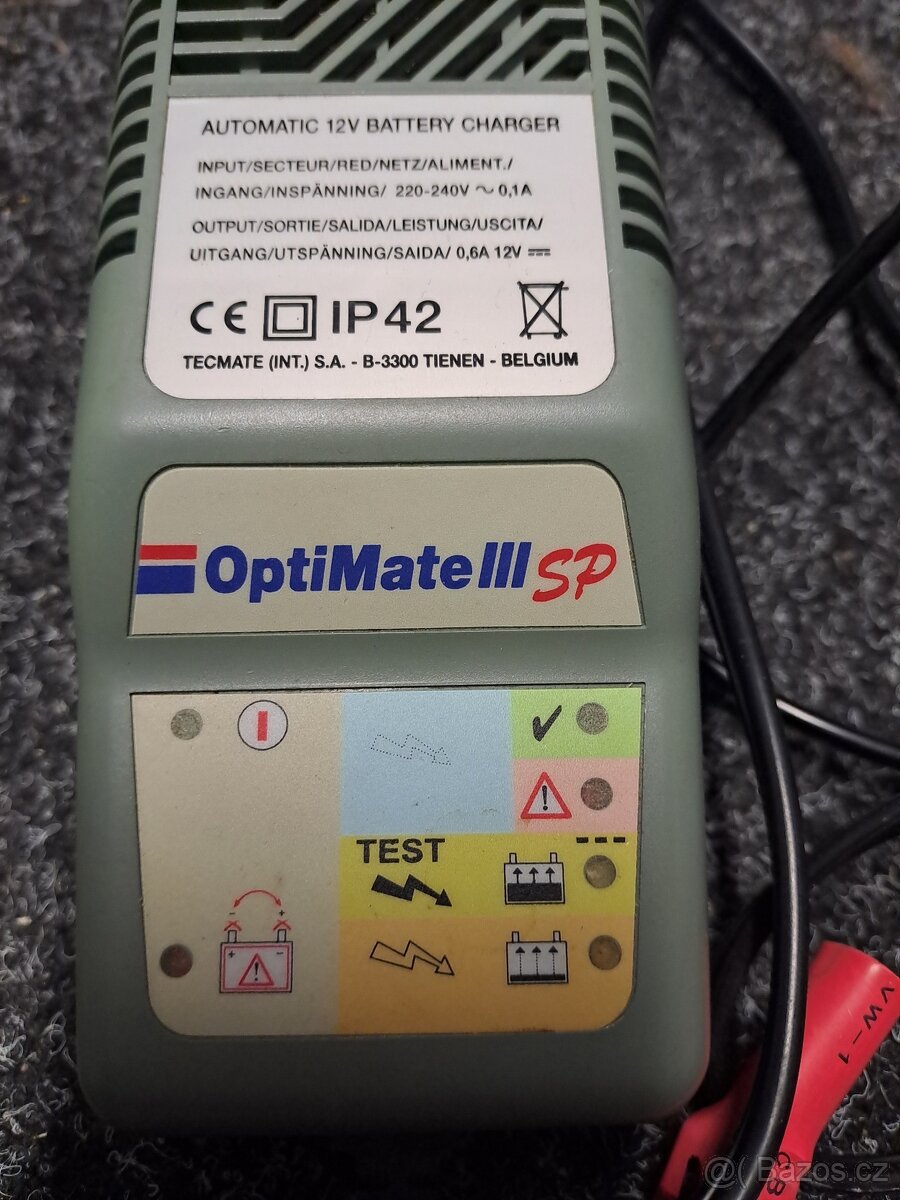 AUTOMATIC 12V BATTERY CHARGER
INPUT/SECTEUR/RED/NETZ/ALIMENT./
INGANG/INSPÄNNING/ 220-240V ~ 0,1A
OUTPUT/SORTIE/SALIDA/LEISTUNG/USCITA/
UITGANG/UTSPÄNNING/SAIDA/ 0,6A 12V
CE IP42
TECMATE (INT.) S.A. - B-3300 TIENEN - BELGIUM
OptiMate III SP
TEST
VW-1
@( Bazos.cz